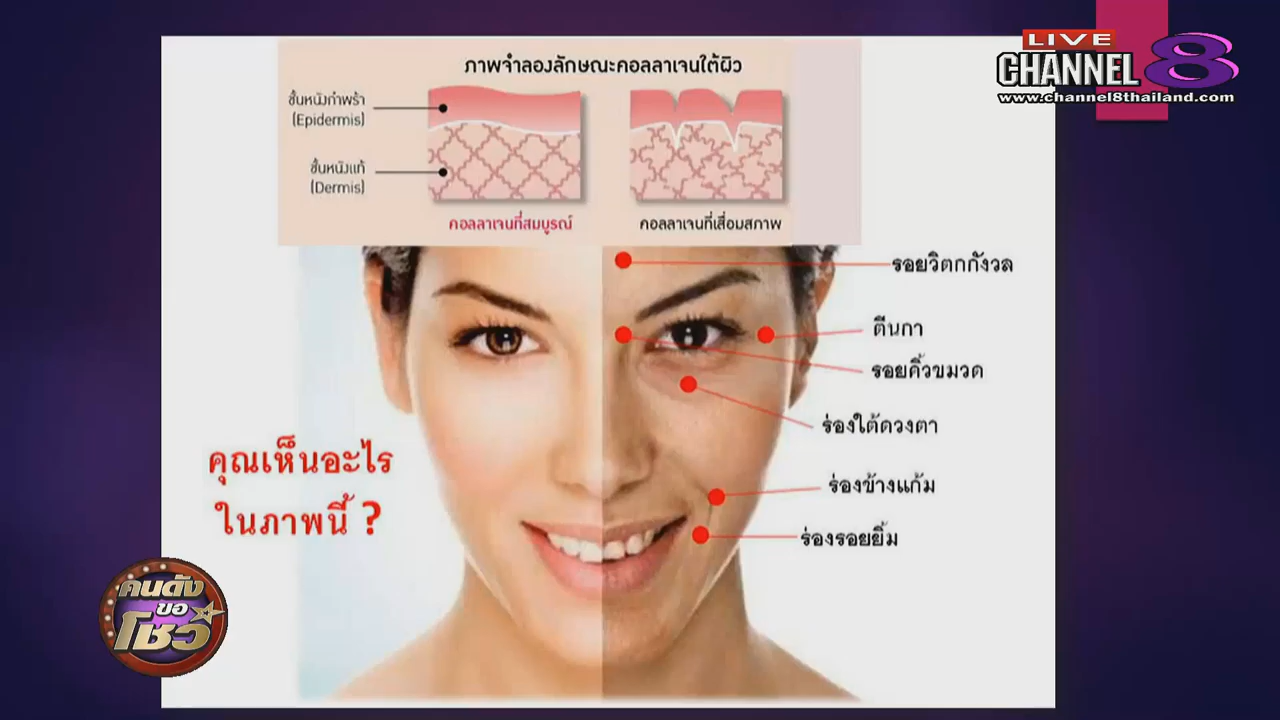 LIVE
CHANNEL 8
www.channel8thailand.com
ภาพจำลองลักษณะคอลลาเจนใต้ผิว
ชั้นหนังกำพร้า
(Epidermis)
ชั้นหนังแท้
(Dermis)
คอลลาเจนที่สมบูรณ์
คอลลาเจนที่เสื่อมสภาพ
รอยวิตกกังวล
ตีนกา
รอยคิ้วขมวด
ร่องใต้ดวงตา
คุณเห็นอะไร
ในภาพนี้ ?
ร่องข้างแก้ม
ร่องรอยยิ้ม
คนดัง
ขอ
โชว์